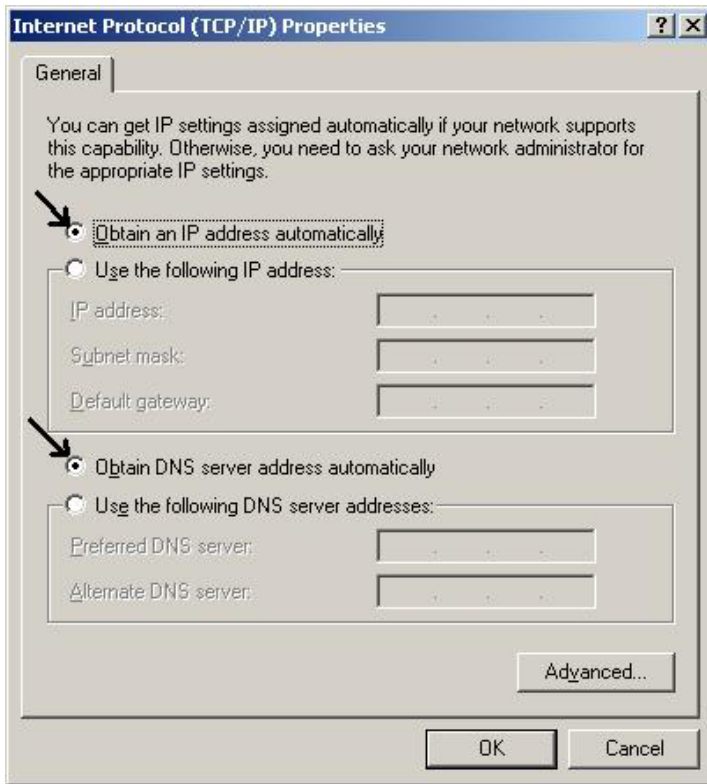 Internet Protocol (TCP/IP) Properties
General
You can get IP settings assigned automatically if your network supports
this capability. Otherwise, you need to ask your network administrator for
the appropriate IP settings.
Obtain an IP address automatically
Use the following IP address:
IP address:
Subnet mask:
Default gateway:
Obtain DNS server address automatically
Use the following DNS server addresses:
Preferred DNS server:
Alternate DNS server:
Advanced...
OK
Cancel